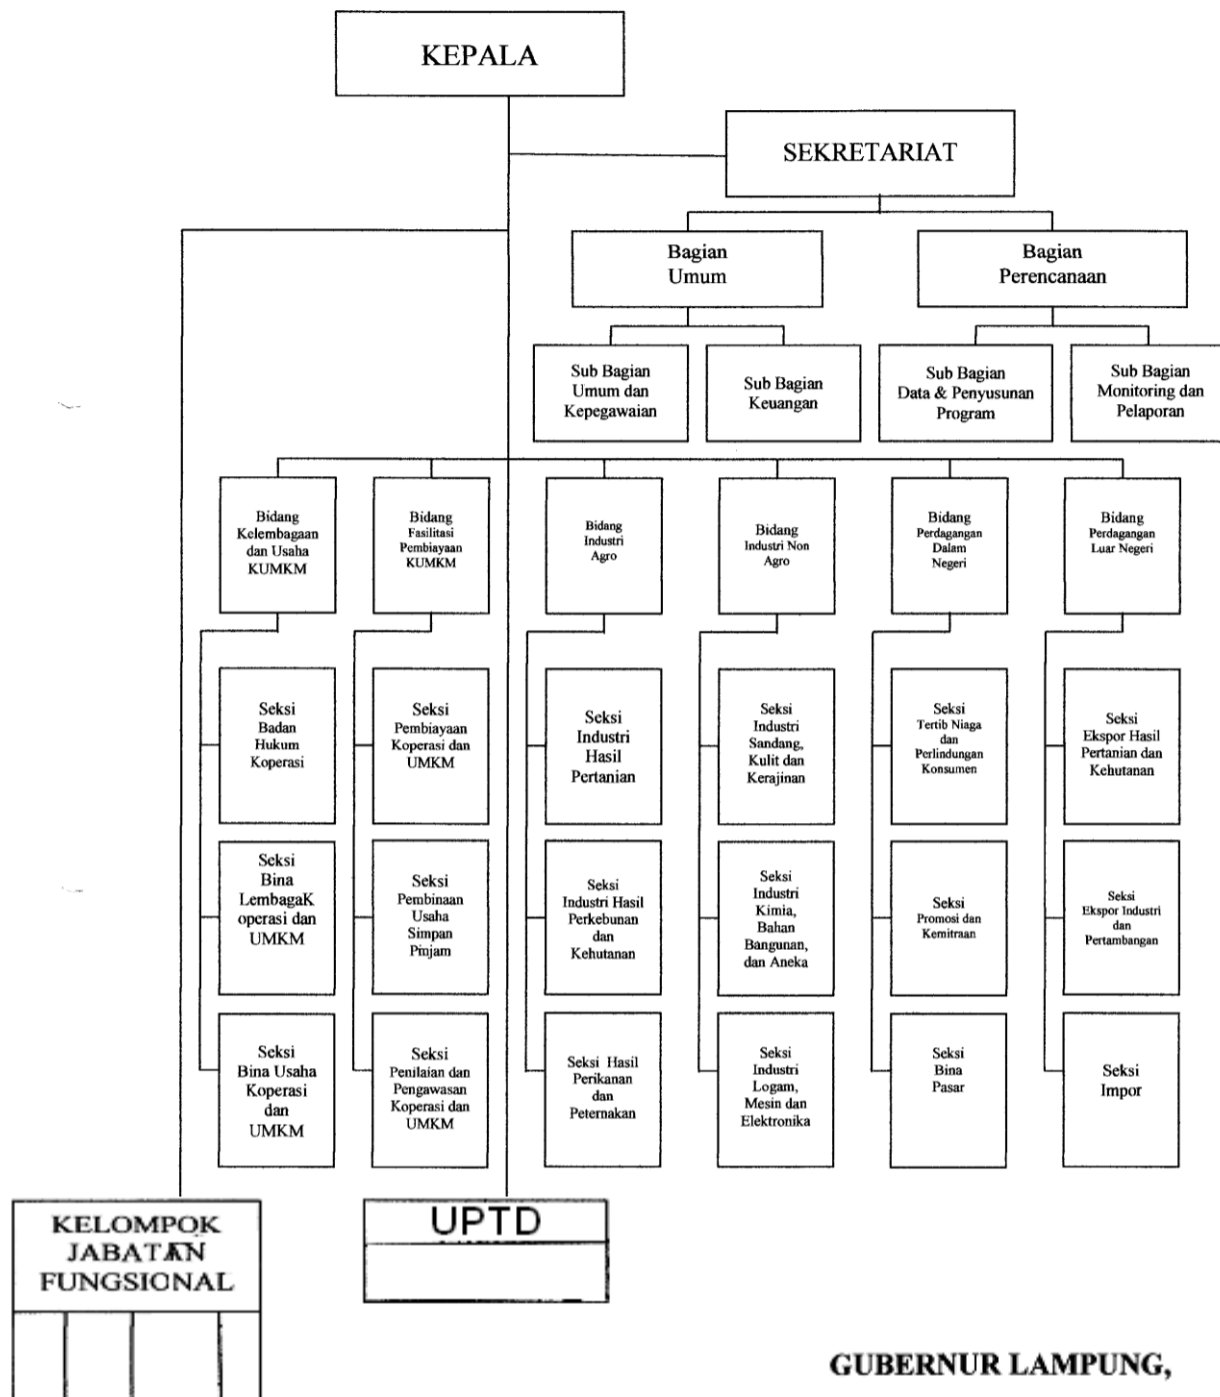 KEPALA
SEKRETARIAT
Bagian
Umum
Bagian
Perencanaan
Sub Bagian
Umum dan
Kepegawaian
Sub Bagian
Keuangan
Sub Bagian
Data & Penyusunan
Program
Sub Bagian
Monitoring dan
Pelaporan
Bidang
Kelembagaan
dan Usaha
KUMKM
Bidang
Fasilitasi
Pembiayaan
KUMKM
Bidang
Industri
Agro
Bidang
Industri Non
Agro
Bidang
Perdagangan
Dalam
Negeri
Bidang
Perdagangan
Luar Negeri
Seksi
Badan
Hukum
Koperasi
Seksi
Pembiayaan
Koperasi dan
UMKM
Seksi
Industri
Hasil
Pertanian
Seksi
Industri
Sandang,
Kulit dan
Kerajinan
Seksi
Tertib Niaga
dan
Perlindungan
Konsumen
Seksi
Ekspor Hasil
Pertanian dan
Kehutanan
Seksi
Bina
LembagaK
operasi dan
UMKM
Seksi
Pembinaan
Usaha
Simpan
Pinjam
Seksi
Industri Hasil
Perkebunan
dan
Kehutanan
Seksi
Industri
Kimia,
Bahan
Bangunan,
dan Aneka
Seksi
Promosi dan
Kemitraan
Seksi
Ekspor Industri
dan
Pertambangan
Seksi
Bina Usaha
Koperasi
dan
UMKM
Seksi
Penilaian dan
Pengawasan
Koperasi dan
UMKM
Seksi Hasil
Perikanan
dan
Peternakan
Seksi
Industri
Logam,
Mesin dan
Elektronika
Seksi
Bina
Pasar
Seksi
Impor
KELOMPOK
JABATAN
FUNGSIONAL
UPTD
GUBERNUR LAMPUNG,